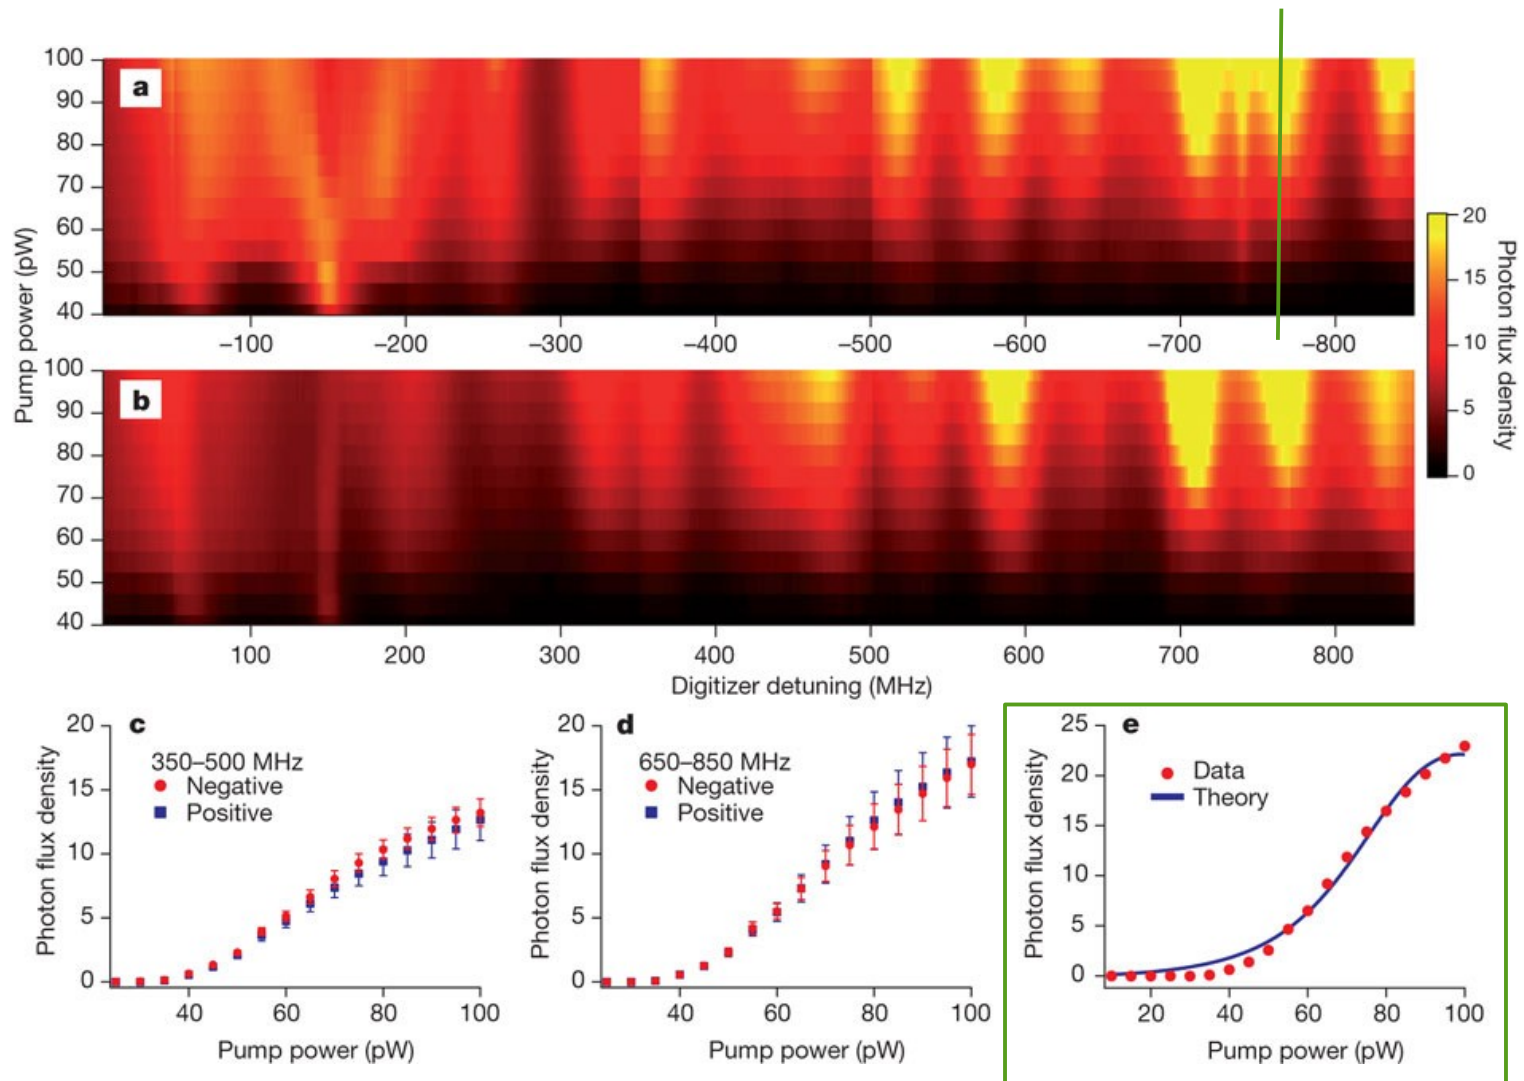 a
100
90
80
70
60
50
40
Pump power (pW)
−100 −200 −300 −400 −500 −600 −700 −800
20
15
10
5
0
Photon flux density
b
100
90
80
70
60
50
40
100 200 300 400 500 600 700 800
Digitizer detuning (MHz)
c
350–500 MHz
Negative
Positive
20
15
10
5
0
Photon flux density
40 60 80 100
Pump power (pW)
d
650–850 MHz
Negative
Positive
20
15
10
5
0
Photon flux density
40 60 80 100
Pump power (pW)
e
Data
Theory
25
20
15
10
5
0
Photon flux density
20 40 60 80 100
Pump power (pW)